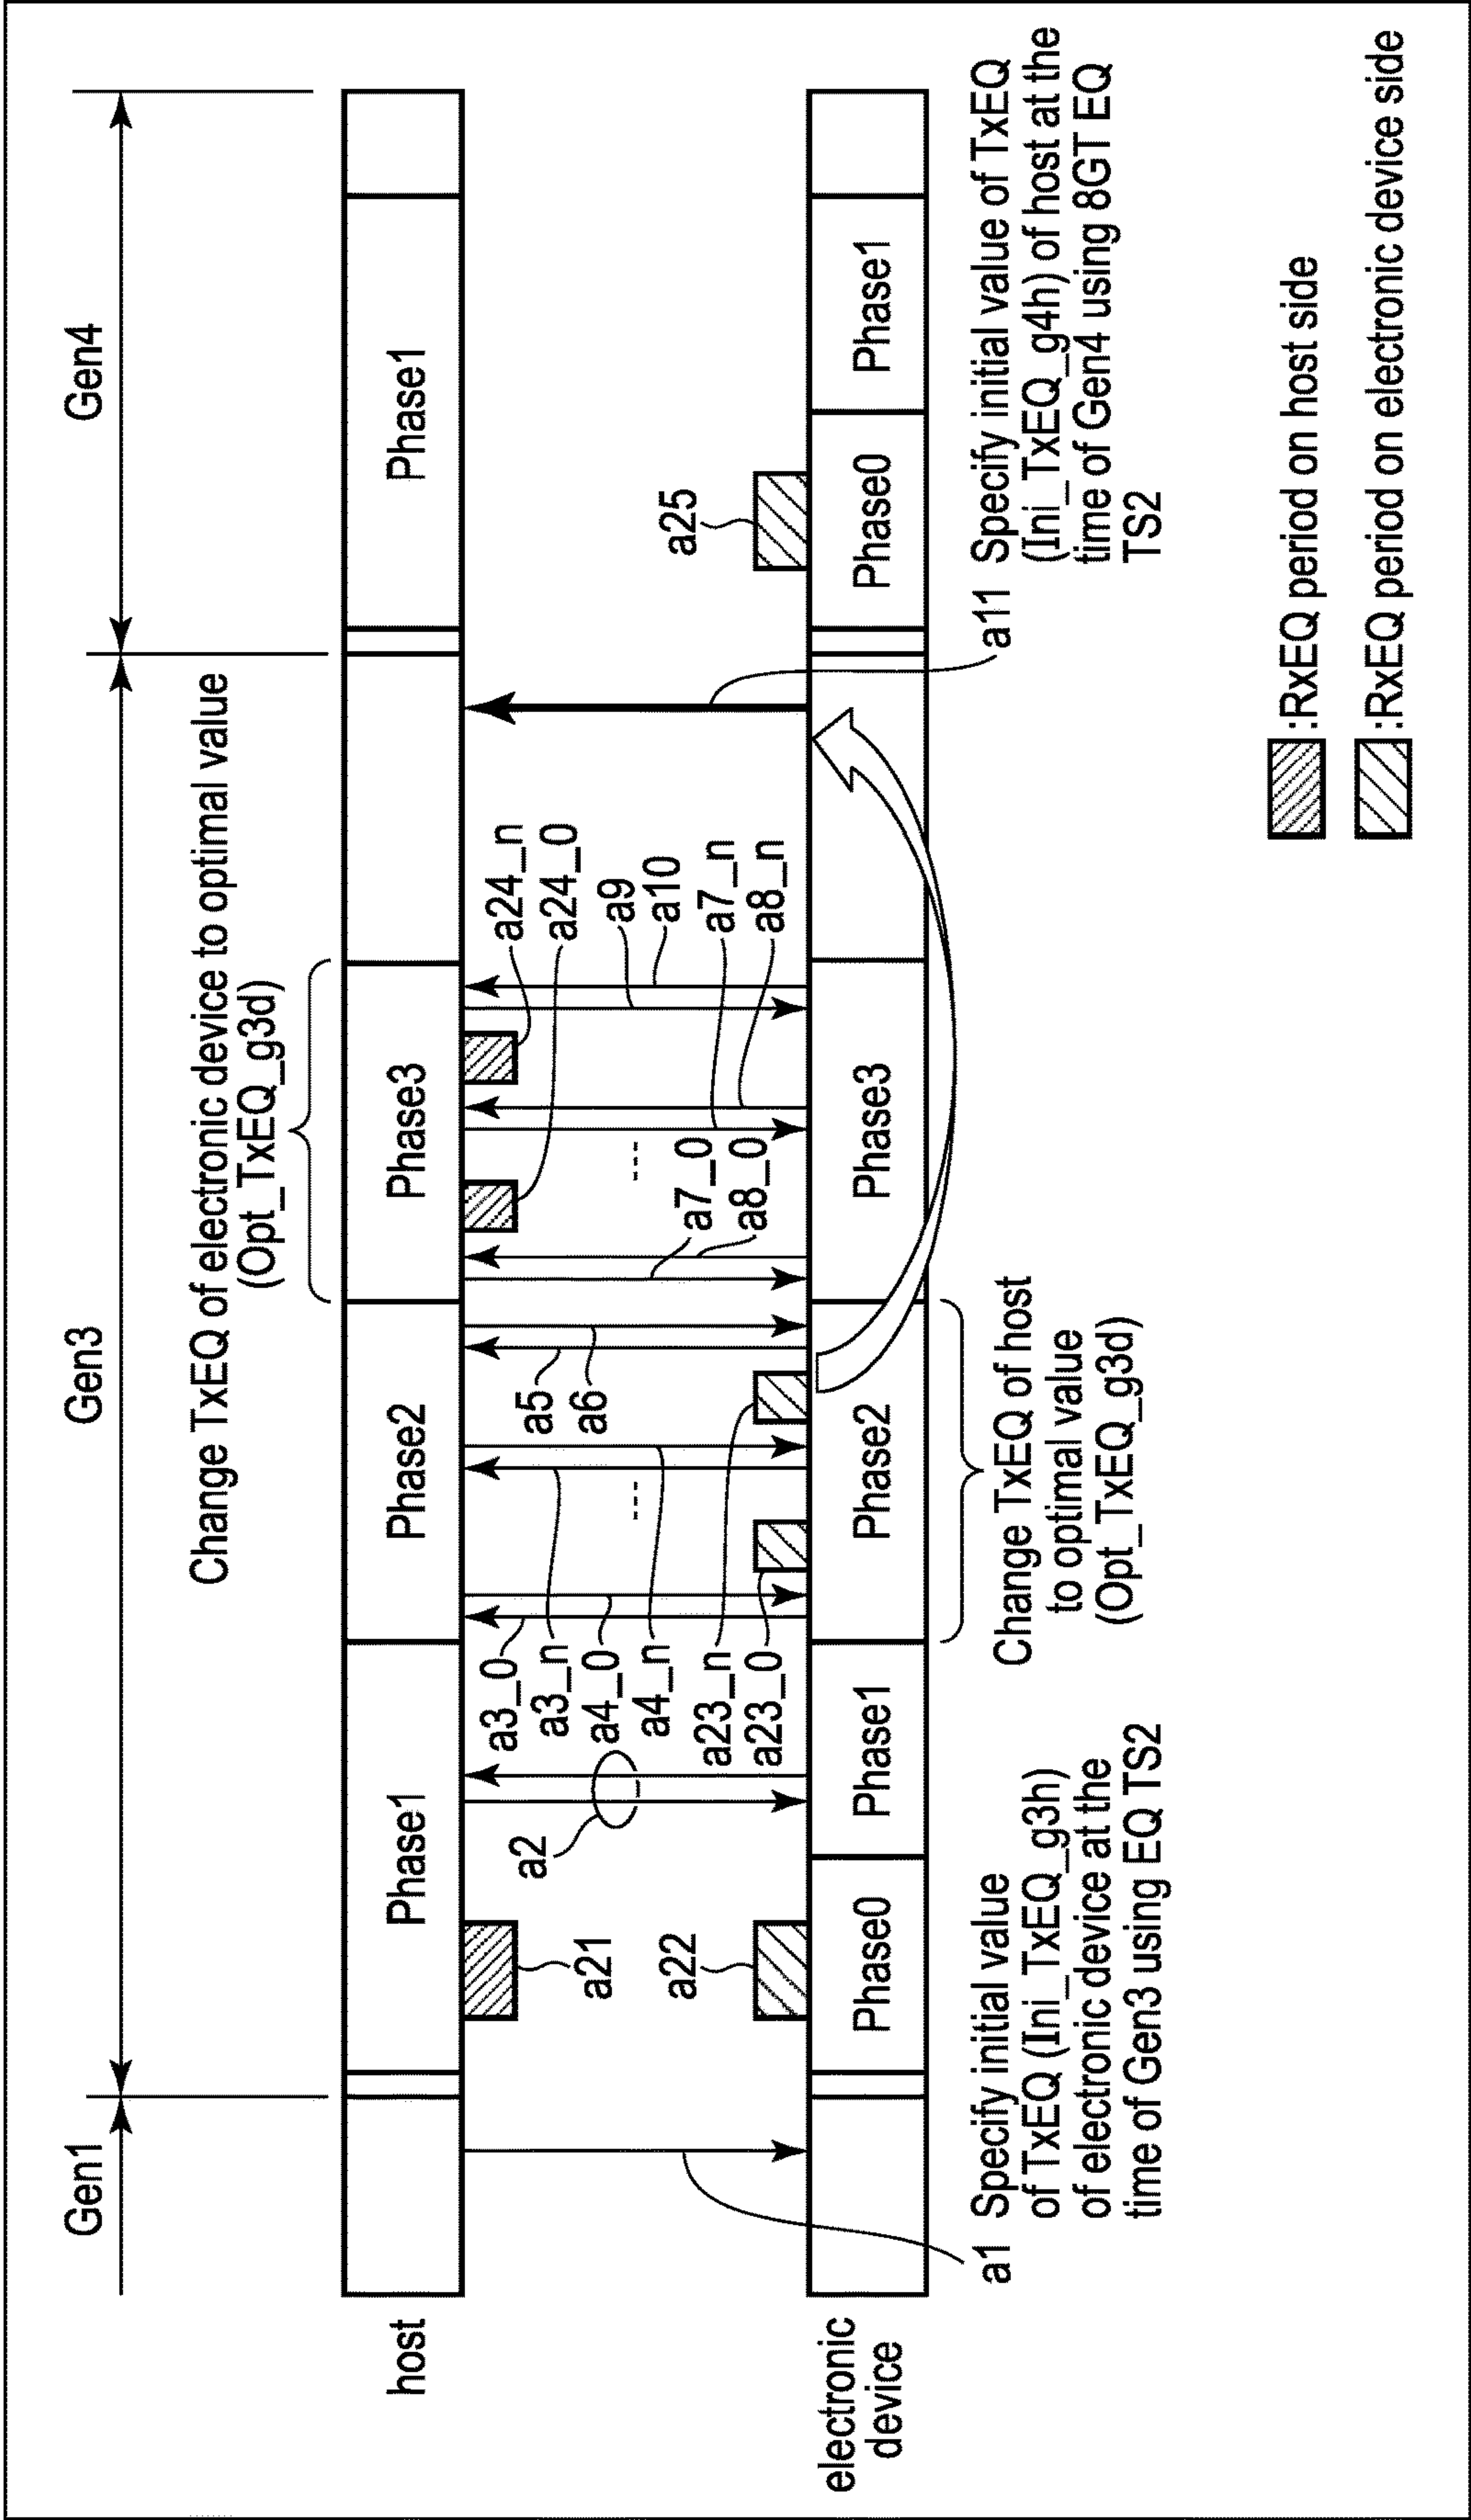 Gen1
Gen3
Gen4
Change TxEQ of electronic device to optimal value
(Opt_TxEQ_g3d)
host
Phase1
Phase2
Phase3
Phase1
a21
a22
a2
a3_0
a3_n
a4_0
a4_n
a23_n
a23_0
a5
a6
a7_0
a8_0
a24_n
a24_0
a9
a10
a7_n
a8_n
a25
electronic
device
Phase0
Phase1
Phase2
Phase3
Phase0
Phase1
a1 Specify initial value
of TxEQ (Ini_TxEQ_g3h)
of electronic device at the
time of Gen3 using EQ TS2
Change TxEQ of host
to optimal value
(Opt_TxEQ_g3d)
a11 Specify initial value of TxEQ
(Ini_TxEQ_g4h) of host at the
time of Gen4 using 8GT EQ
TS2
:RxEQ period on host side
:RxEQ period on electronic device side